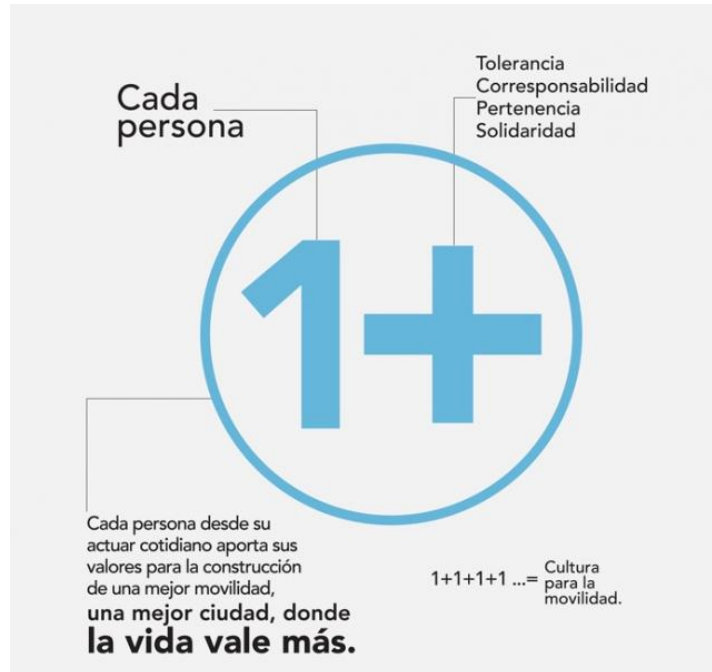 Cada
persona
Tolerancia
Corresponsabilidad
Pertenencia
Solidaridad
1+
Cada persona desde su
actuar cotidiano aporta sus
valores para la construcción
de una mejor movilidad,
una mejor ciudad, donde
la vida vale más.
1+1+1+1 ...= Cultura
para la
movilidad.